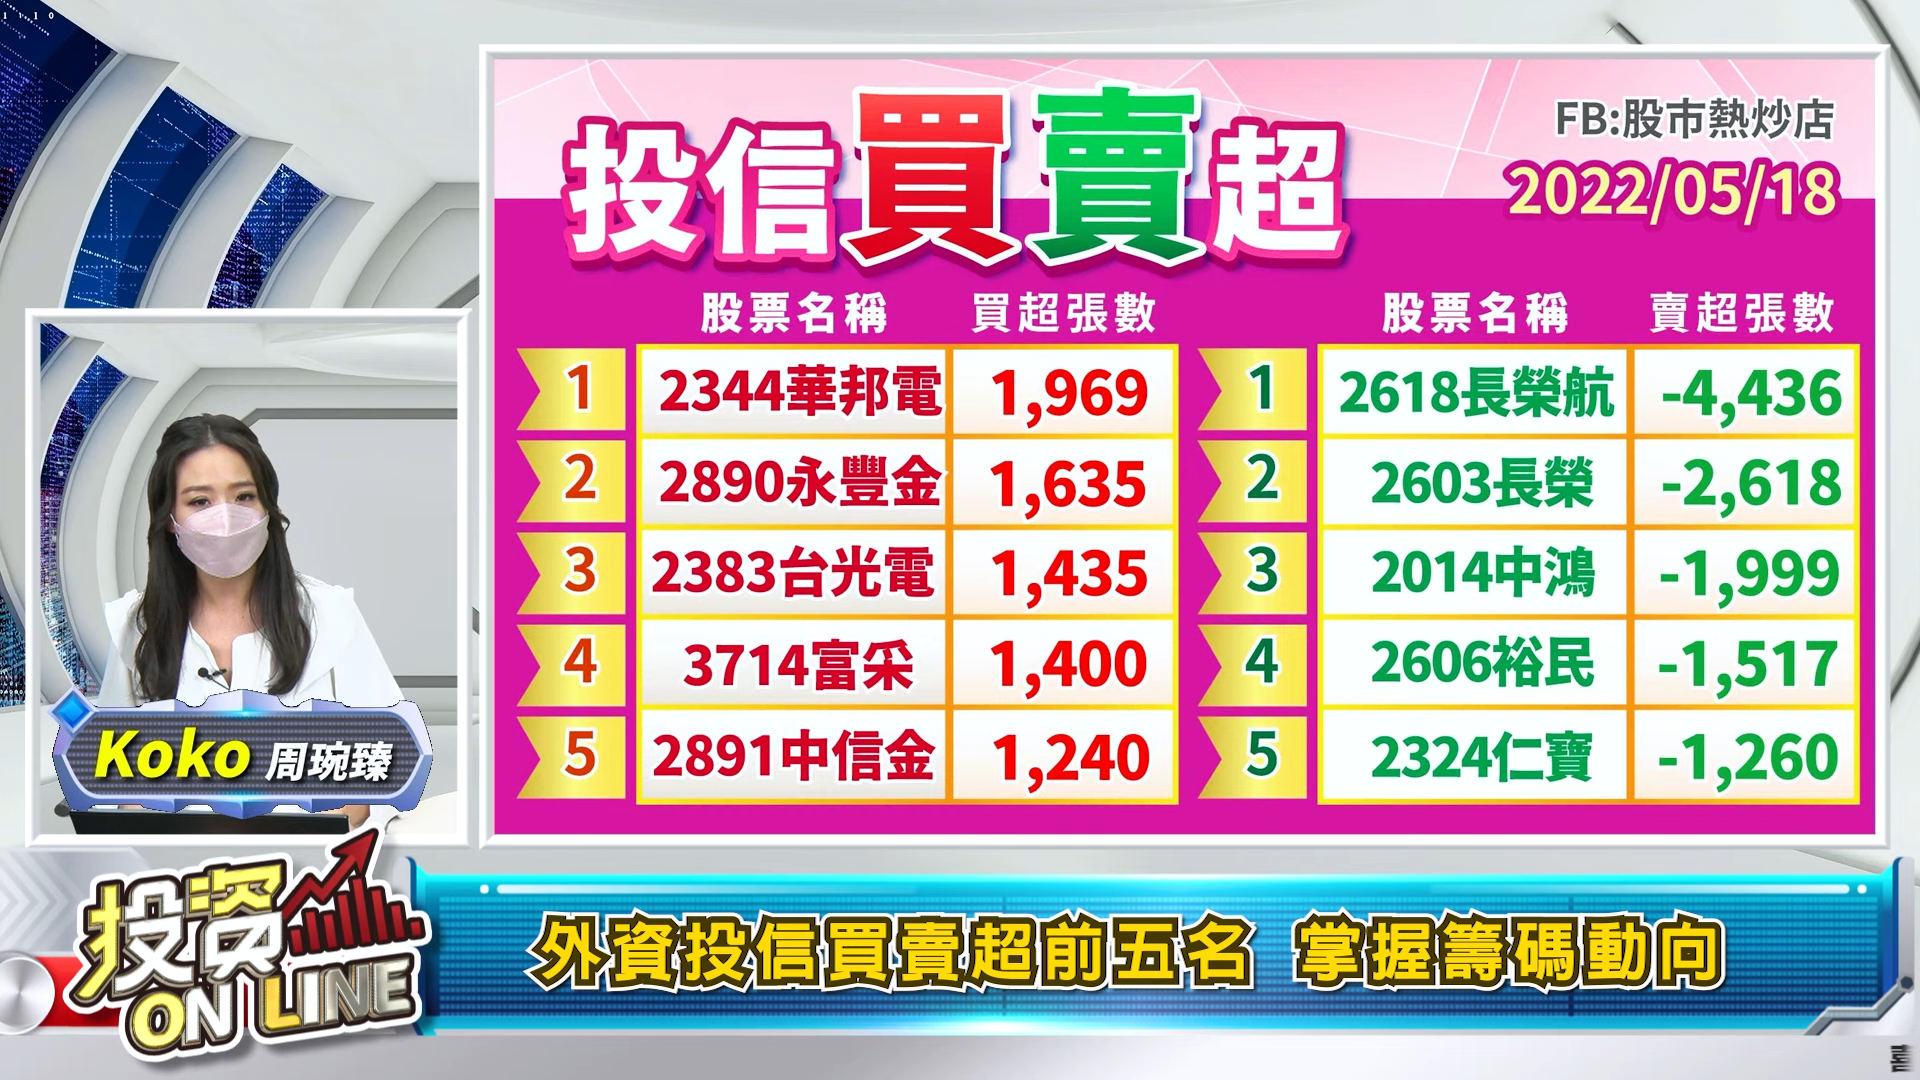 投信買賣超
FB:股市熱炒店
2022/05/18
股票名稱 買超張數 股票名稱 賣超張數
1 2344華邦電 1,969 1 2618長榮航 -4,436
2 2890永豐金 1,635 2 2603長榮 -2,618
3 2383台光電 1,435 3 2014中鴻 -1,999
4 3714富采 1,400 4 2606裕民 -1,517
5 2891中信金 1,240 5 2324仁寶 -1,260
Koko 周琬臻
投資
ON LINE
外資投信買賣超前五名 掌握籌碼動向